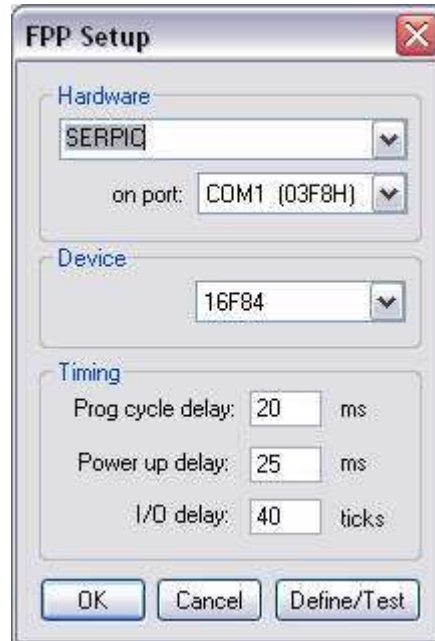 FPP Setup
Hardware
SERPIC
on port: COM1 (03F8H)
Device
16F84
Timing
Prog cycle delay: 20 ms
Power up delay: 25 ms
I/O delay: 40 ticks
OK Cancel Define/Test